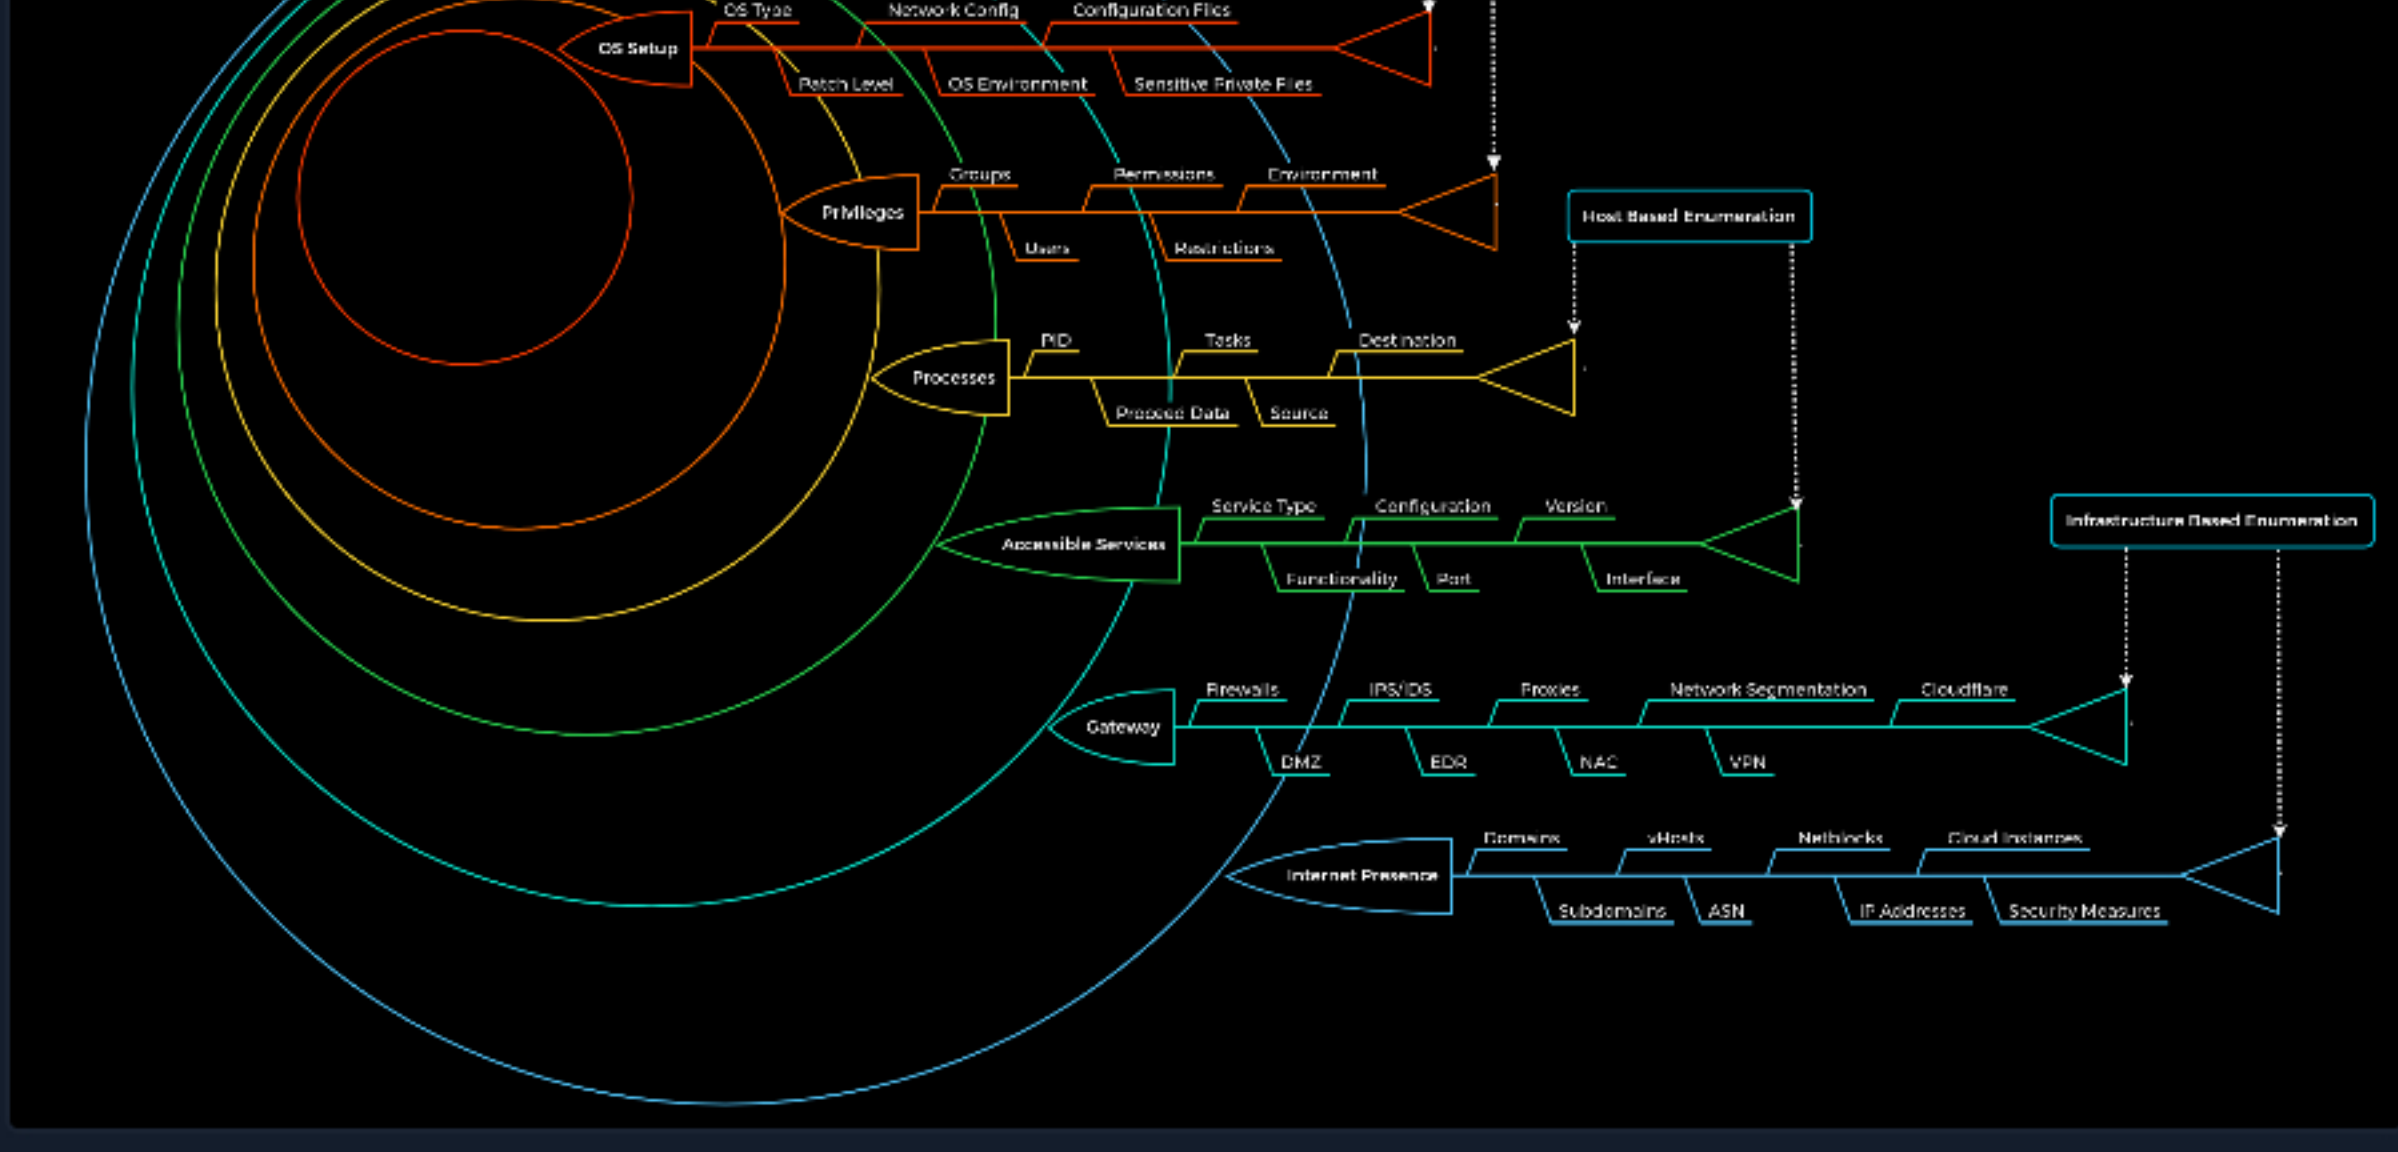 OS Type
Network Config
Configuration Files
OS Setup
Patch Level
OS Environment
Sensitive Private Files
Groups
Permissions
Environment
Privileges
Host Based Enumeration
Users
Restrictions
PID
Tasks
Destination
Processes
Proceed Data
Source
Service Type
Configuration
Version
Infrastructure Based Enumeration
Accessible Services
Functionality
Port
Interface
Firewalls
IPS/IDS
Proxies
Network Segmentation
Cloudflare
Gateway
DMZ
EDR
NAC
VPN
Domains
vHosts
Netblocks
Cloud Instances
Internet Presence
Subdomains
ASN
IP Addresses
Security Measures